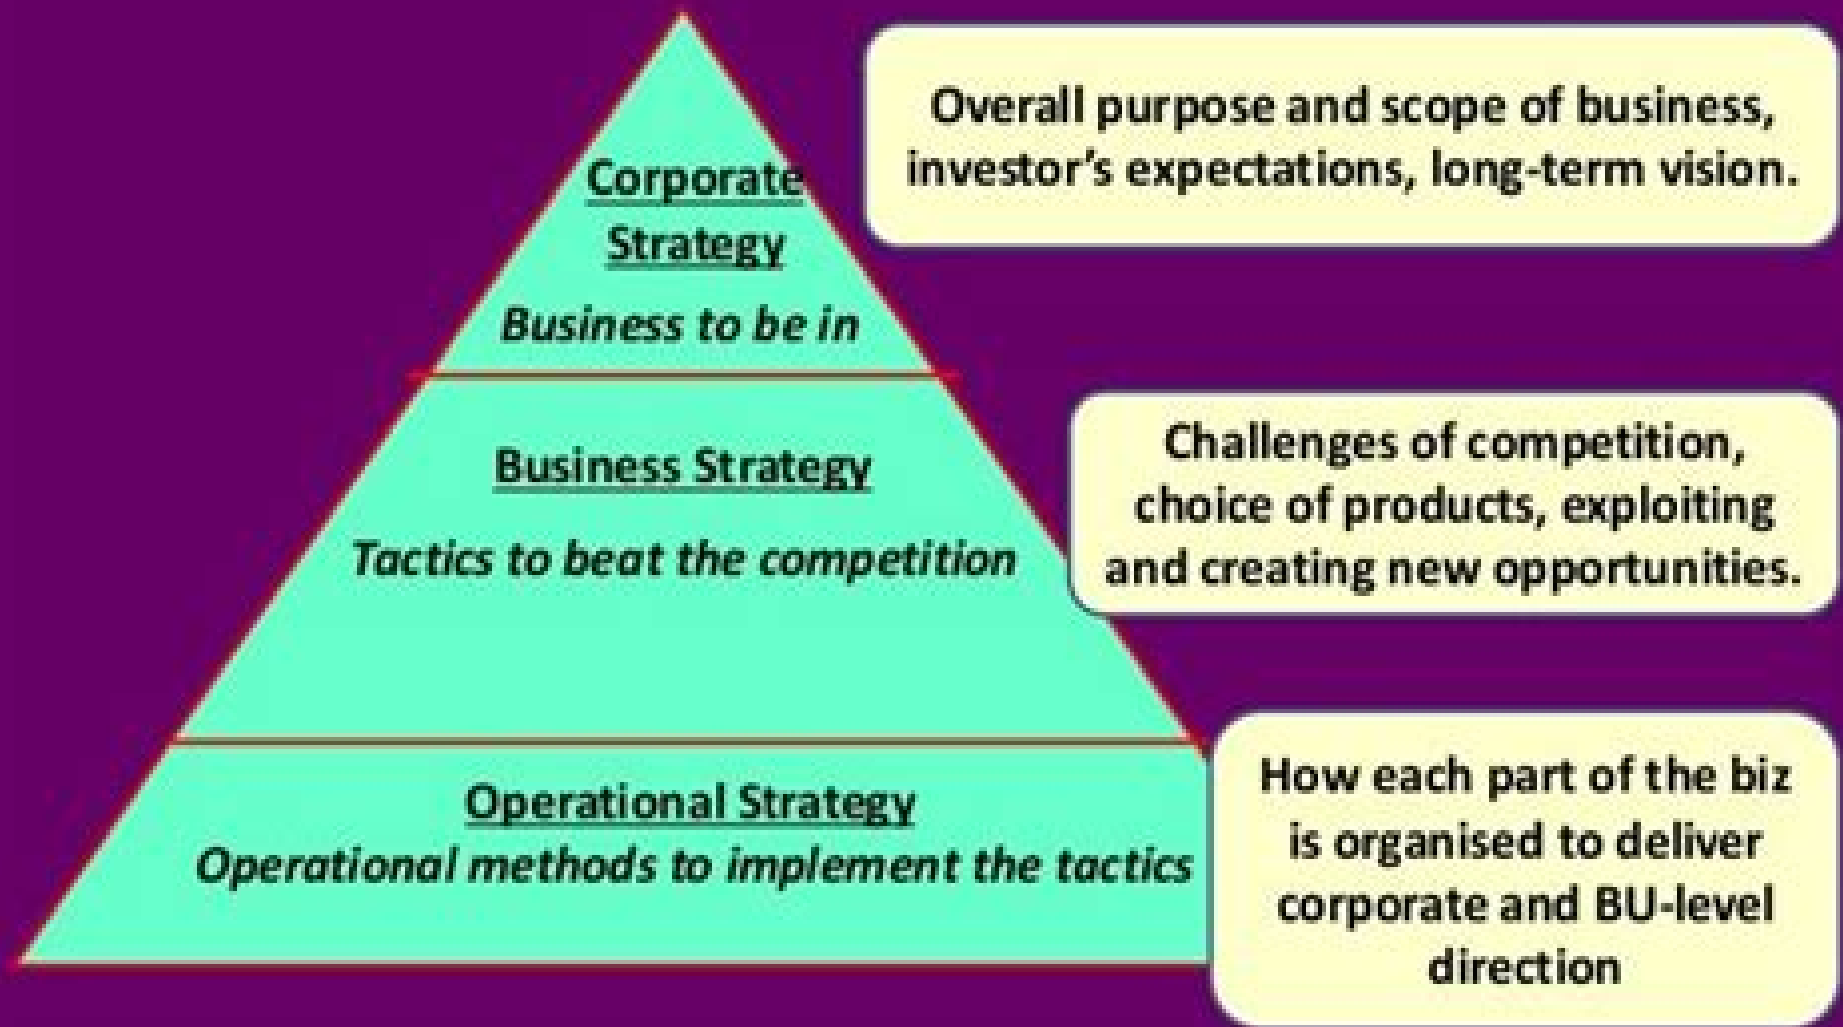 Corporate
Strategy
Business to be in
Overall purpose and scope of business,
investor's expectations, long-term vision.
Business Strategy
Tactics to beat the competition
Challenges of competition,
choice of products, exploiting
and creating new opportunities.
Operational Strategy
Operational methods to implement the tactics
How each part of the biz
is organised to deliver
corporate and BU-level
direction